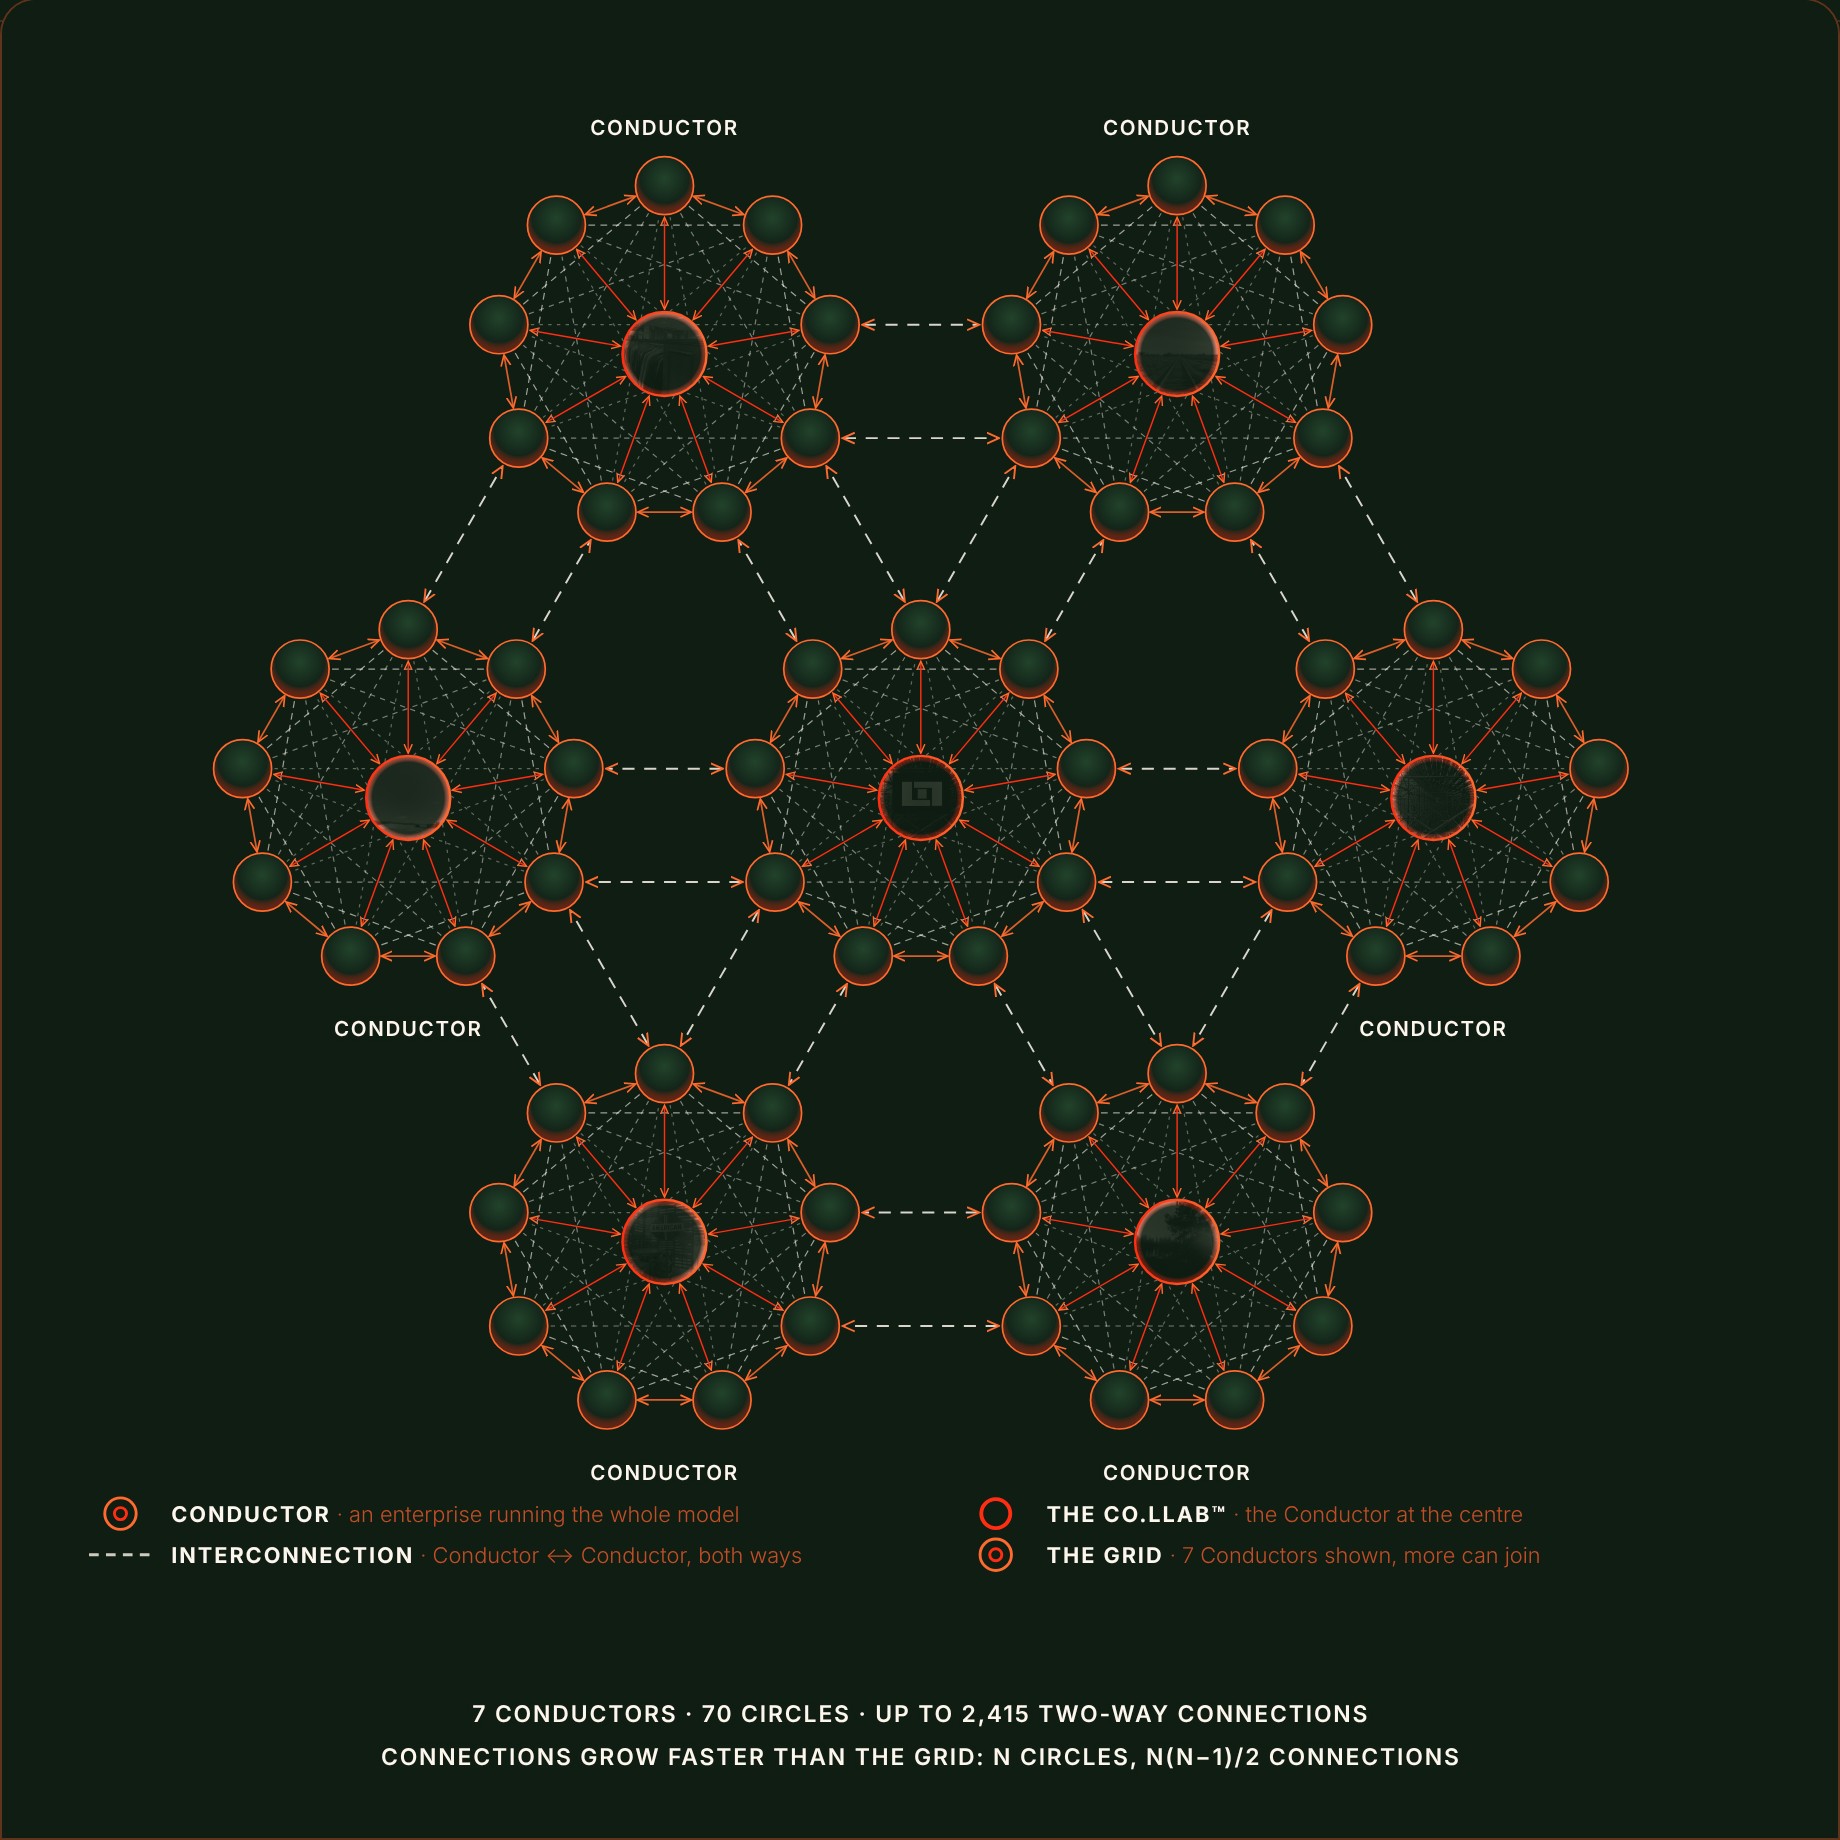 CONDUCTOR
CONDUCTOR
CONDUCTOR
CONDUCTOR
CONDUCTOR
CONDUCTOR
CONDUCTOR · an enterprise running the whole model
THE CO.LLAB™ · the Conductor at the centre
INTERCONNECTION · Conductor ↔ Conductor, both ways
THE GRID · 7 Conductors shown, more can join
7 CONDUCTORS · 70 CIRCLES · UP TO 2,415 TWO-WAY CONNECTIONS
CONNECTIONS GROW FASTER THAN THE GRID: N CIRCLES, N(N−1)/2 CONNECTIONS